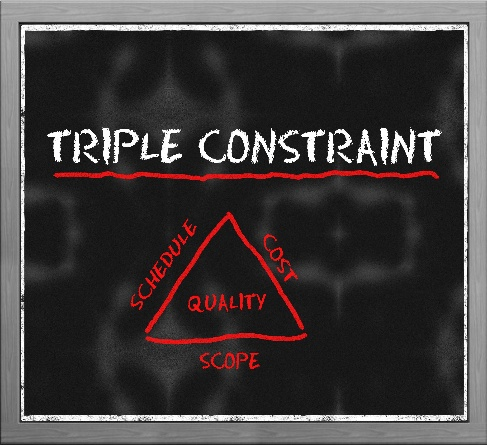 TRIPLE CONSTRAINT
SCHEDULE
COST
QUALITY
SCOPE